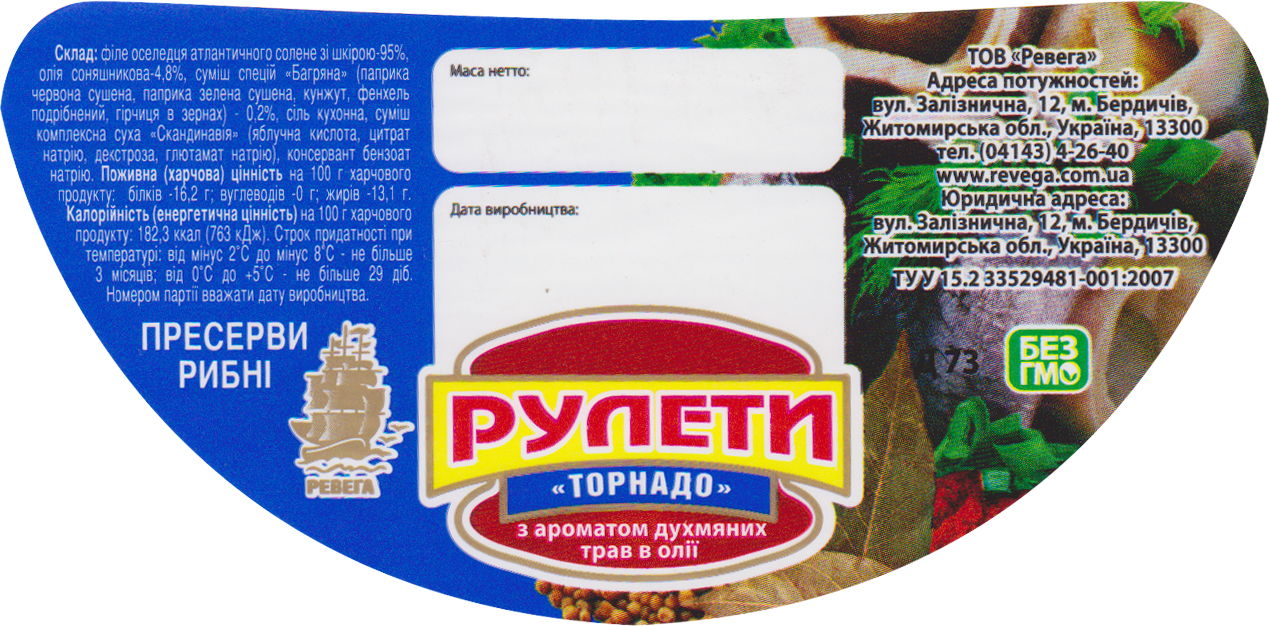 Склад: філе оселедця атлантичного солене зі шкірою-95%,
олія соняшникова-4,8%, суміш спецій «Багряна» (паприка
червона сушена, паприка зелена сушена, кунжут, фенхель
подрібнений, гірчиця в зернах) - 0,2%, сіль кухонна, суміш
комплексна суха «Скандинавія» (яблучна кислота, цитрат
натрію, декстроза, глютамат натрію), консервант бензоат
натрію. Поживна (харчова) цінність на 100 г харчового
продукту: білків -16,2 г; вуглеводів -0 г; жирів -13,1 г.
Калорійність (енергетична цінність) на 100 г харчового
продукту: 182,3 ккал (763 кДж). Строк придатності при
температурі: від мінус 2°С до мінус 8°С - не більше
3 місяців; від 0°С до +5°С - не більше 29 діб.
Номером партії вважати дату виробництва.
ПРЕСЕРВИ
РИБНІ
РЕВЕГА
Маса нетто:
Дата виробництва:
РУЛЕТИ
«ТОРНАДО»
з ароматом духмяних
трав в олії
ТОВ «Ревега»
Адреса потужностей:
вул. Залізнична, 12, м. Бердичів,
Житомирська обл., Україна, 13300
тел. (04143) 4-26-40
www.revega.com.ua
Юридична адреса:
вул. Залізнична, 12, м. Бердичів,
Житомирська обл., Україна, 13300
ТУ У 15.2 33529481-001:2007
Д 73
БЕЗ
ГМО